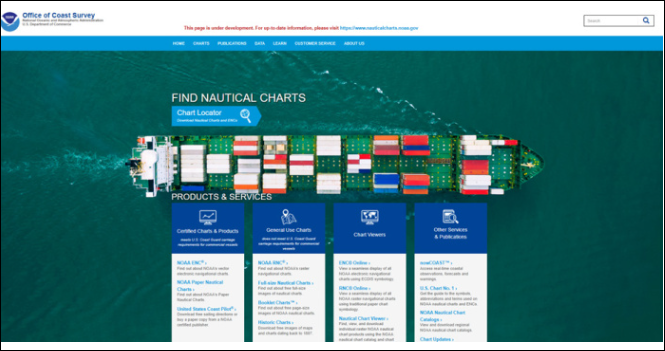 Office of Coast Survey
National Oceanic and Atmospheric Administration
U.S. Department of Commerce
This page is under development. For up-to-date information, please visit https://www.nauticalcharts.noaa.gov
Search
HOME CHARTS PUBLICATIONS DATA LEARN CUSTOMER SERVICE ABOUT US
FIND NAUTICAL CHARTS
Chart Locator
Download Nautical Charts and ENCs
PRODUCTS & SERVICES
Certified Charts & Products
meets U.S. Coast Guard carriage
requirements for commercial vessels
NOAA ENC® ›
Find out about NOAA's vector
electronic navigational charts
NOAA Paper Nautical
Charts ›
Find out about NOAA's Paper
Nautical Charts
United States Coast Pilot® ›
Download free sailing directions or
buy a paper copy from a NOAA
certified publisher
General Use Charts
does not meet U.S. Coast Guard
carriage requirements for commercial
vessels
NOAA RNC® ›
Find out about NOAA's raster
navigational charts
Full-size Nautical Charts ›
Find out about free full-size
images of nautical charts
Booklet Charts™ ›
Find out about free page-size
images of NOAA nautical charts
Historic Charts ›
Download free images of maps
and charts dating back to
Chart Viewers
ENCD Online ›
View a seamless display of all
NOAA electronic navigational
charts using ECDIS symbology
RNCD Online ›
View a seamless display of all
NOAA raster navigational charts
using traditional paper chart
symbology
Nautical Chart Viewer ›
Find, view, and download
individual NOAA nautical
chart products using the NOAA
nautical chart catalog and chart
Other Services
& Publications
nowCOAST™ ›
Access real-time coastal
observations, forecasts and
warnings
U.S. Chart No. 1 ›
Get the guide to the symbols,
abbreviations and terms used on
NOAA nautical charts and ENCs
NOAA Nautical Chart
Catalogs ›
View and download regional
NOAA nautical chart catalogs
Chart Updates ›